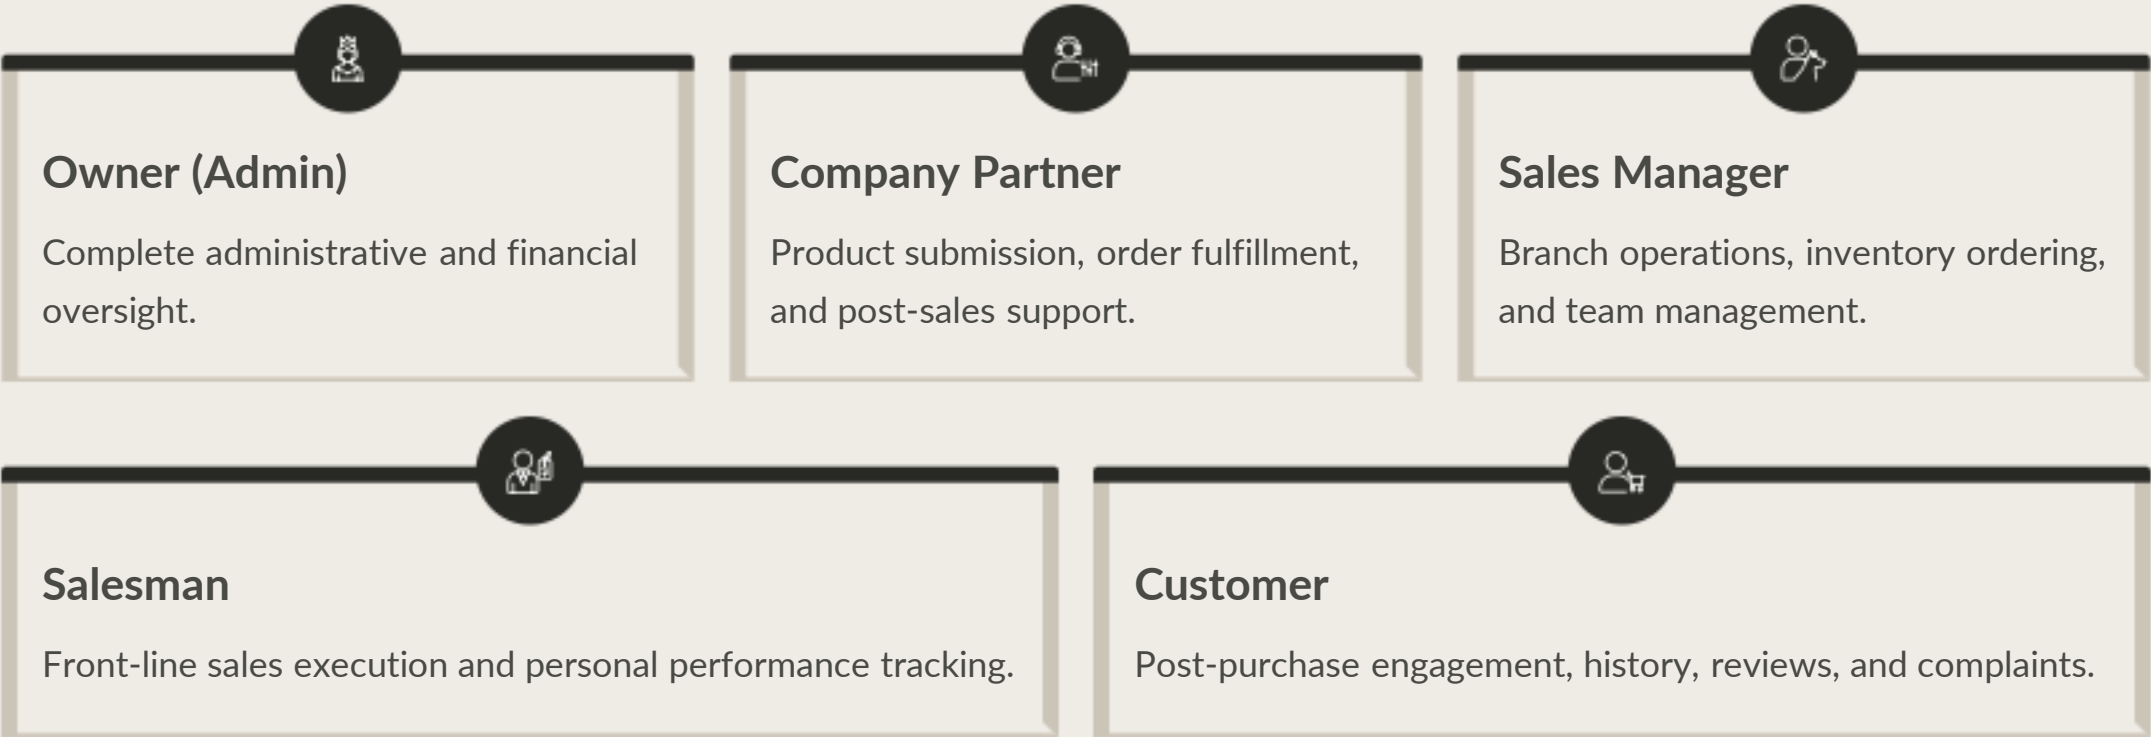 Owner (Admin)
Complete administrative and financial
oversight.
Company Partner
Product submission, order fulfillment,
and post-sales support.
Sales Manager
Branch operations, inventory ordering,
and team management.
Salesman
Front-line sales execution and personal performance tracking.
Customer
Post-purchase engagement, history, reviews, and complaints.